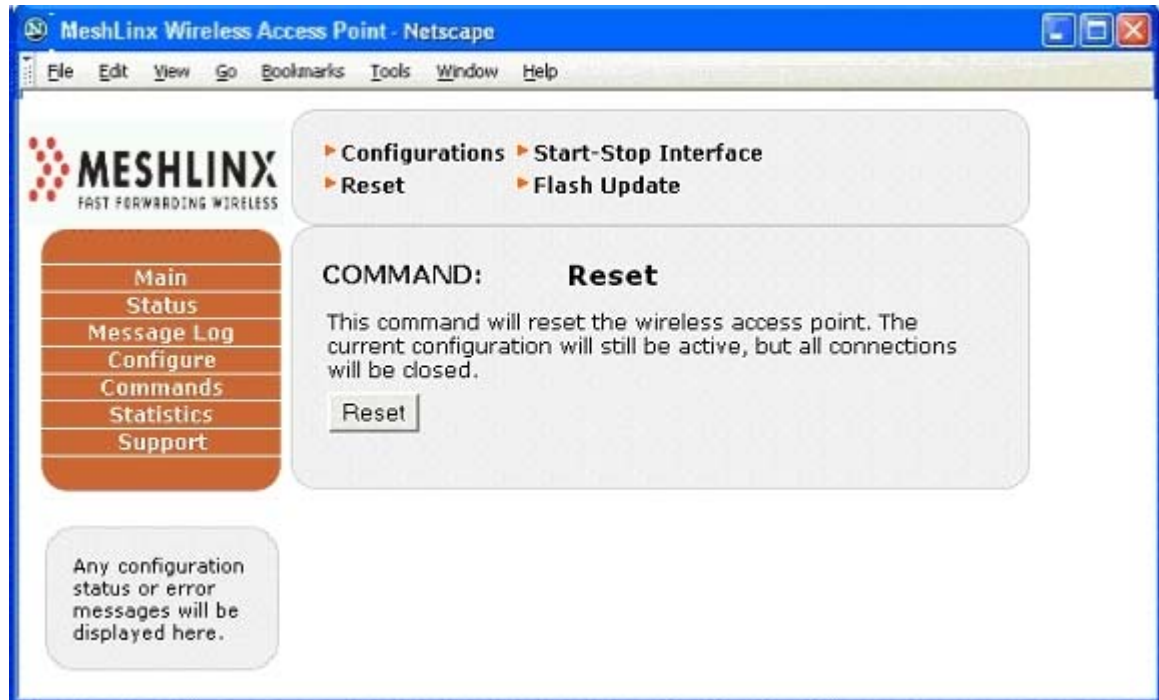 MeshLinx Wireless Access Point - Netscape
File Edit View Go Bookmarks Tools Window Help
MESHLINX
FAST FORWARDING WIRELESS
Configurations Start-Stop Interface
Reset Flash Update
Main
Status
Message Log
Configure
Commands
Statistics
Support
COMMAND: Reset
This command will reset the wireless access point. The
current configuration will still be active, but all connections
will be closed.
Reset
Any configuration
status or error
messages will be
displayed here.